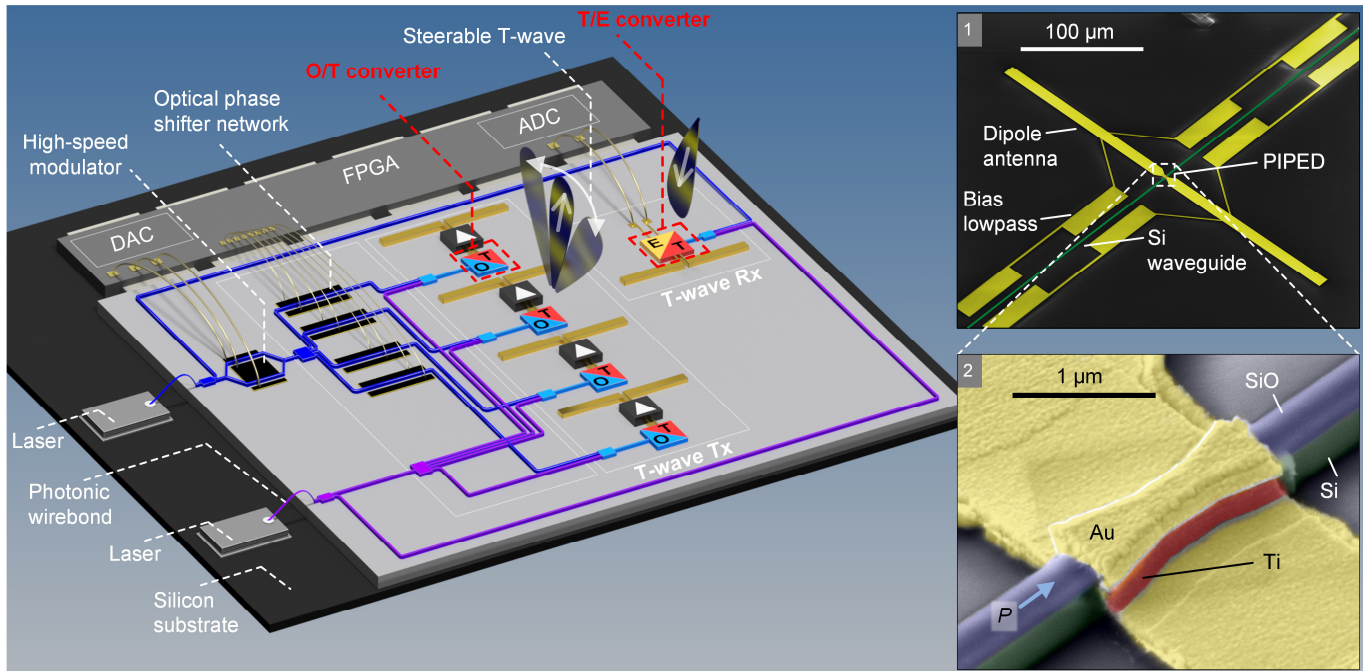 T/E converter
Steerable T-wave
O/T converter
Optical phase
shifter network
High-speed
modulator
DAC
FPGA
ADC
E
T
T
O
T
O
T
O
T
O
T-wave Rx
T-wave Tx
Laser
Photonic
wirebond
Laser
Silicon
substrate
1
100 µm
Dipole
antenna
PIPED
Bias
lowpass
Si
waveguide
2
1 µm
SiO
Si
Au
Ti
P